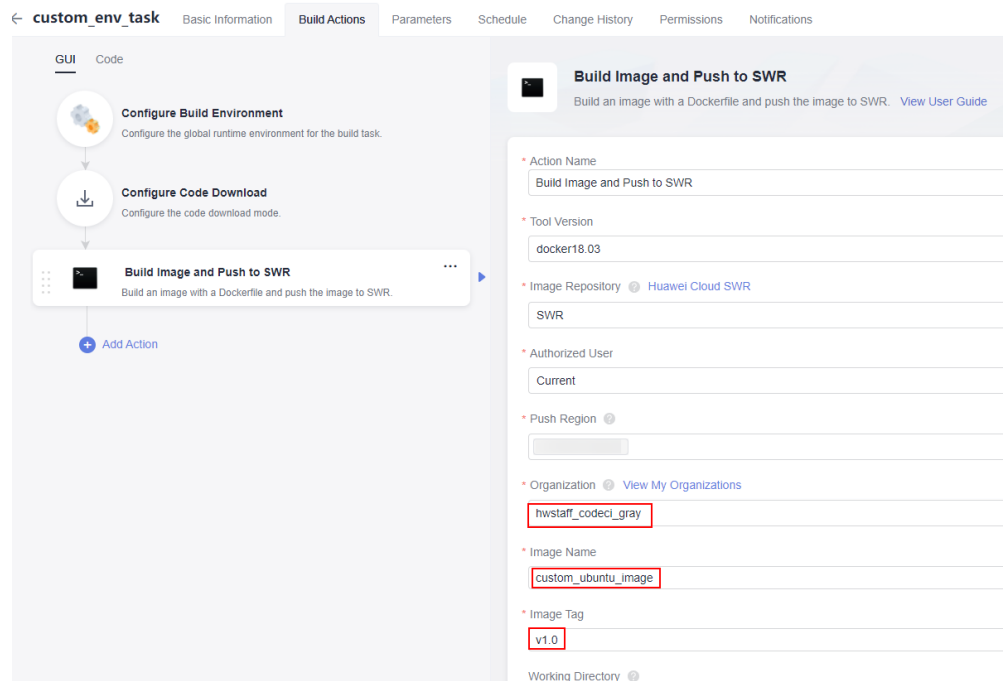 custom_env_task Basic Information Build Actions Parameters Schedule Change History Permissions Notifications
GUI Code
Configure Build Environment
Configure the global runtime environment for the build task.
Configure Code Download
Configure the code download mode.
Build Image and Push to SWR
Build an image with a Dockerfile and push the image to SWR.
Add Action
Build Image and Push to SWR
Build an image with a Dockerfile and push the image to SWR. View User Guide
* Action Name
Build Image and Push to SWR
* Tool Version
docker18.03
* Image Repository Huawei Cloud SWR
SWR
* Authorized User
Current
* Push Region
* Organization View My Organizations
hwstaff_codeci_gray
* Image Name
custom_ubuntu_image
* Image Tag
v1.0
Working Directory